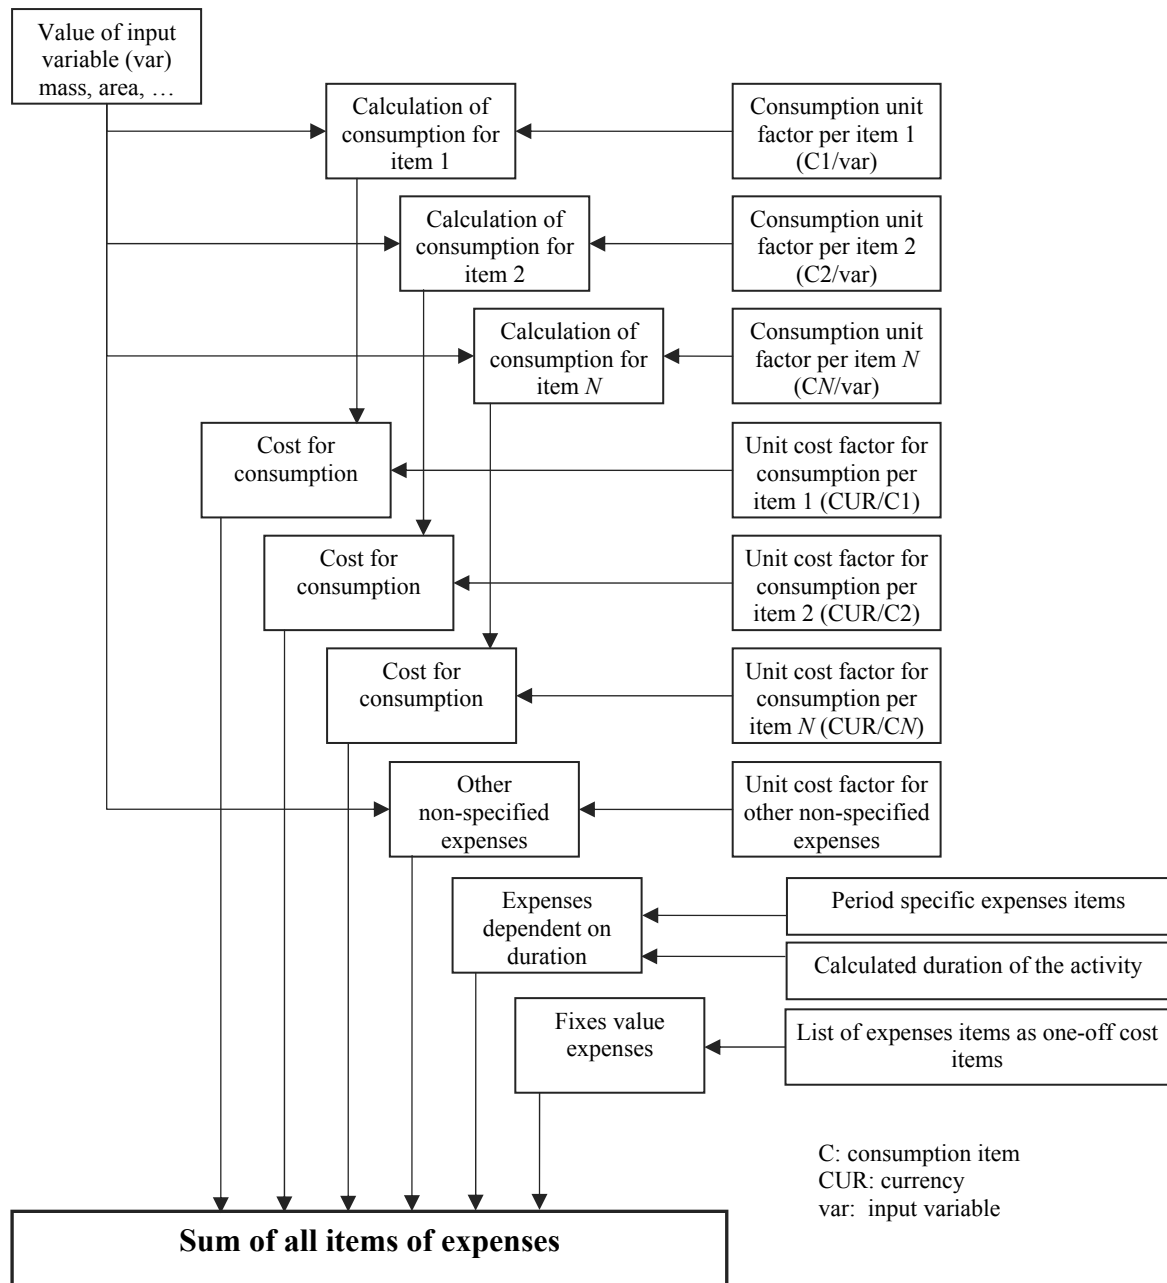 Value of input
variable (var)
mass, area, …
Calculation of
consumption for
item 1
Consumption unit
factor per item 1
(C1/var)
Calculation of
consumption for
item 2
Consumption unit
factor per item 2
(C2/var)
Calculation of
consumption for
item N
Consumption unit
factor per item N
(CN/var)
Cost for
consumption
Unit cost factor for
consumption per
item 1 (CUR/C1)
Cost for
consumption
Unit cost factor for
consumption per
item 2 (CUR/C2)
Cost for
consumption
Unit cost factor for
consumption per
item N (CUR/CN)
Other
non-specified
expenses
Unit cost factor for
other non-specified
expenses
Expenses
dependent on
duration
Period specific expenses items
Calculated duration of the activity
Fixes value
expenses
List of expenses items as one-off cost
items
C: consumption item
CUR: currency
var: input variable
Sum of all items of expenses